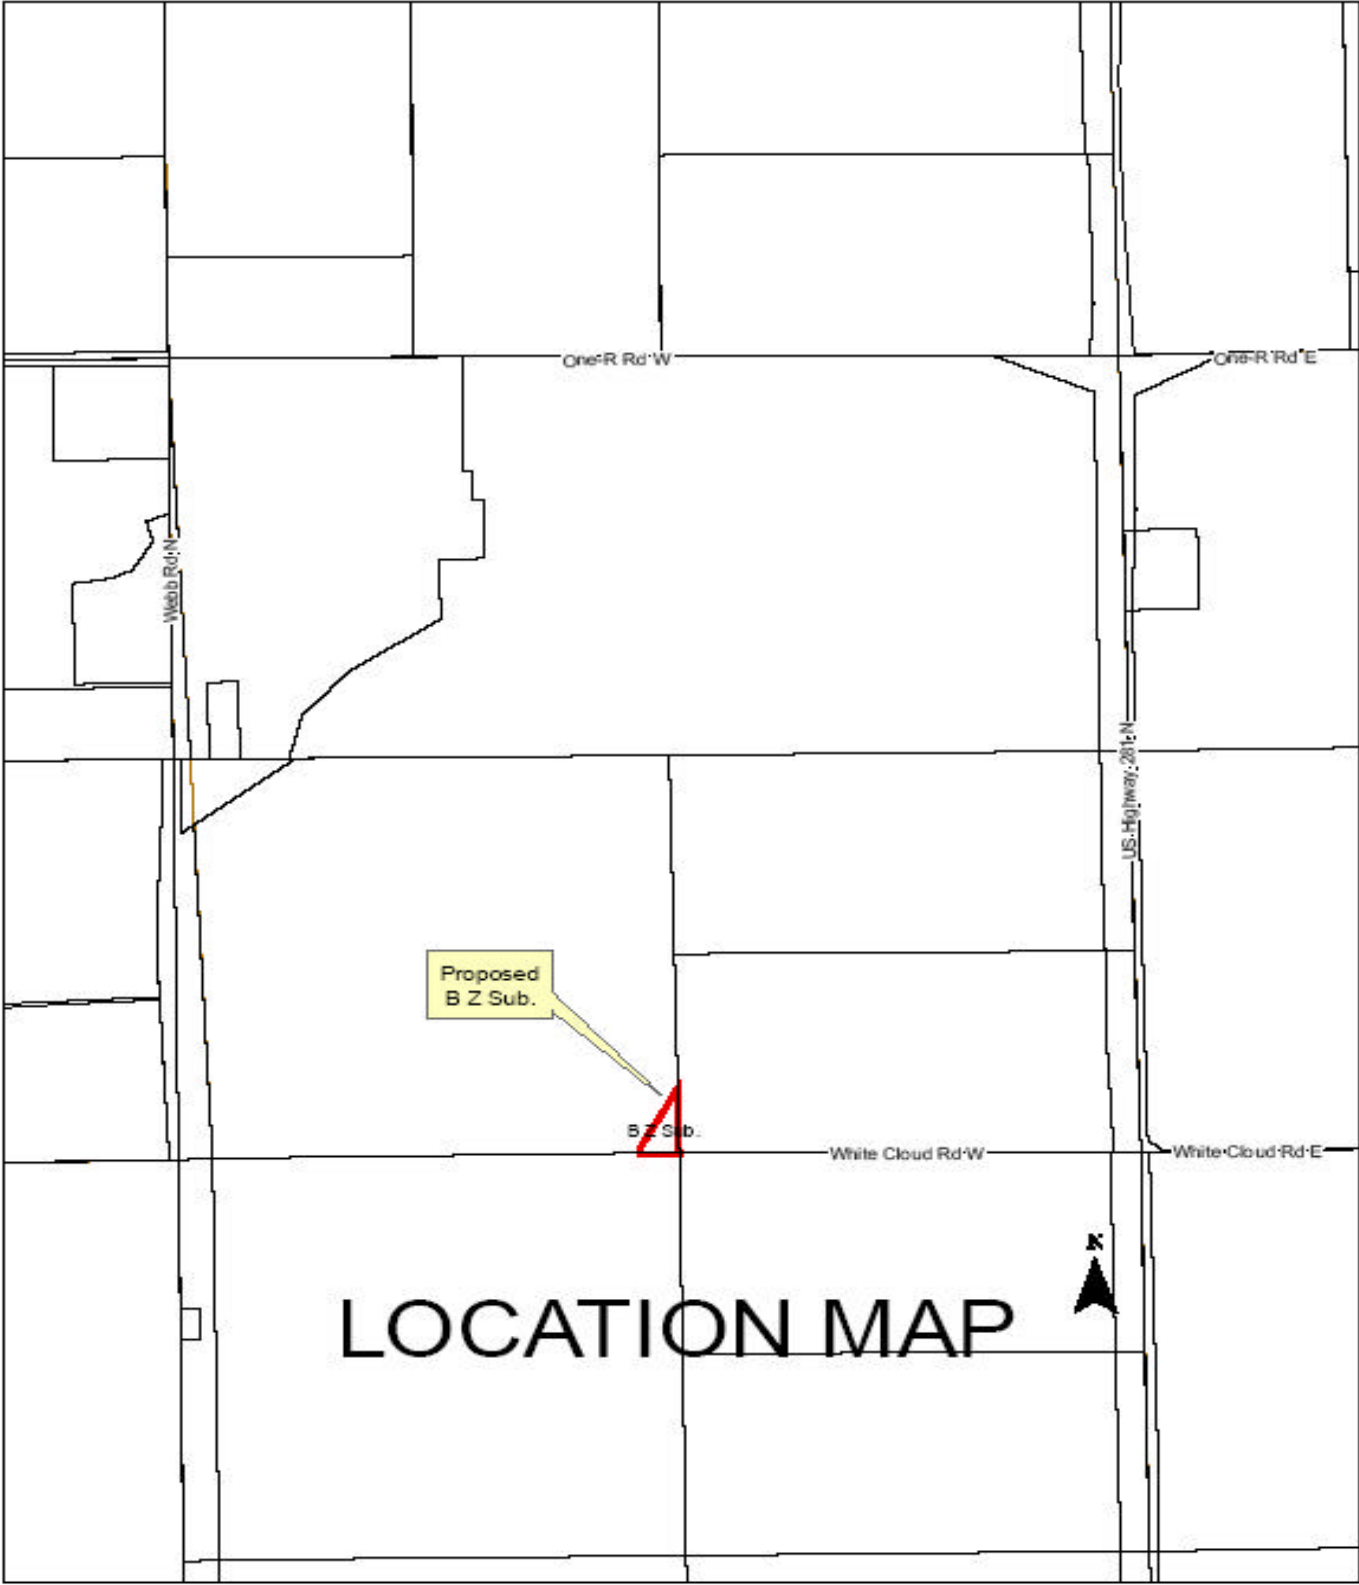 One-R Rd W
One-R Rd E
Webb Rd N
US Highway 281 N
Proposed
B Z Sub.
B Z Sub.
White Cloud Rd W
White Cloud Rd E
N
LOCATION MAP